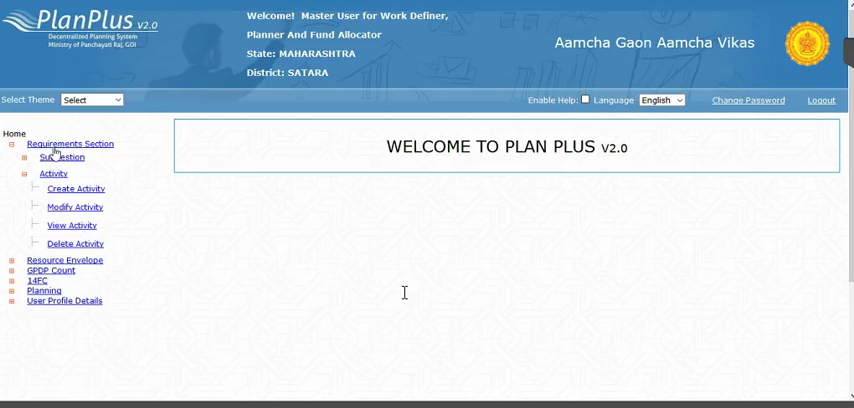 PlanPlus V2.0
Decentralized Planning System
Ministry of Panchayati Raj, GOI
Welcome! Master User for Work Definer,
Planner And Fund Allocator
State: MAHARASHTRA
District: SATARA
Aamcha Gaon Aamcha Vikas
Select Theme Select
Enable Help: Language English Change Password Logout
Home
Requirements Section
Suggestion
Activity
Create Activity
Modify Activity
View Activity
Delete Activity
Resource Envelope
GPDP Count
14FC
Planning
User Profile Details
WELCOME TO PLAN PLUS V2.0